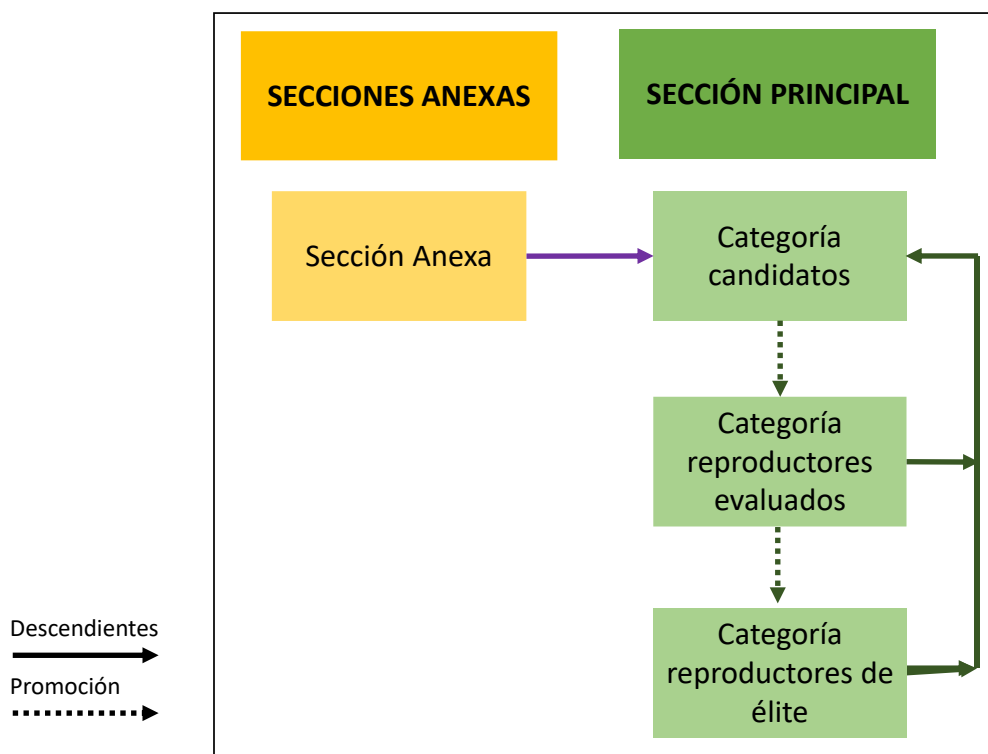 SECCIONES ANEXAS
SECCIÓN PRINCIPAL
Sección Anexa
Categoría
candidatos
Categoría
reproductores
evaluados
Categoría
reproductores de
élite
Descendientes
Promoción